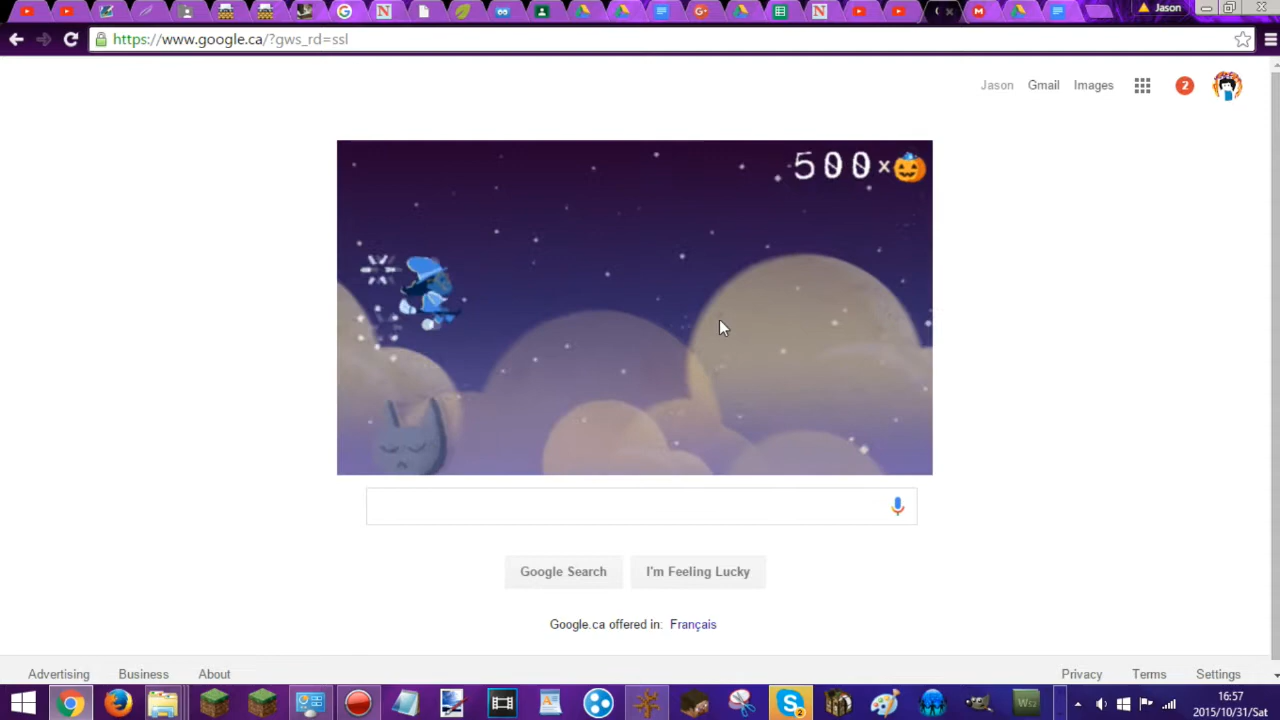 Jason
https://www.google.ca/?gws_rd=ssl
Jason Gmail Images 2
500×
Google Search I'm Feeling Lucky
Google.ca offered in: Français
Advertising Business About Privacy Terms Settings
16:57
2015/10/31/Sat